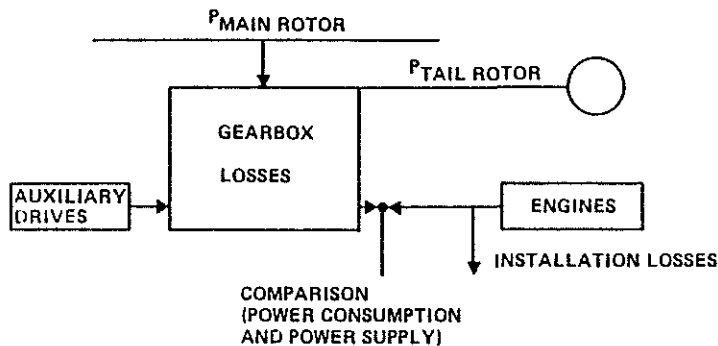 PMAIN ROTOR
PTAIL ROTOR
GEARBOX
LOSSES
AUXILIARY
DRIVES
ENGINES
INSTALLATION LOSSES
COMPARISON
(POWER CONSUMPTION
AND POWER SUPPLY)